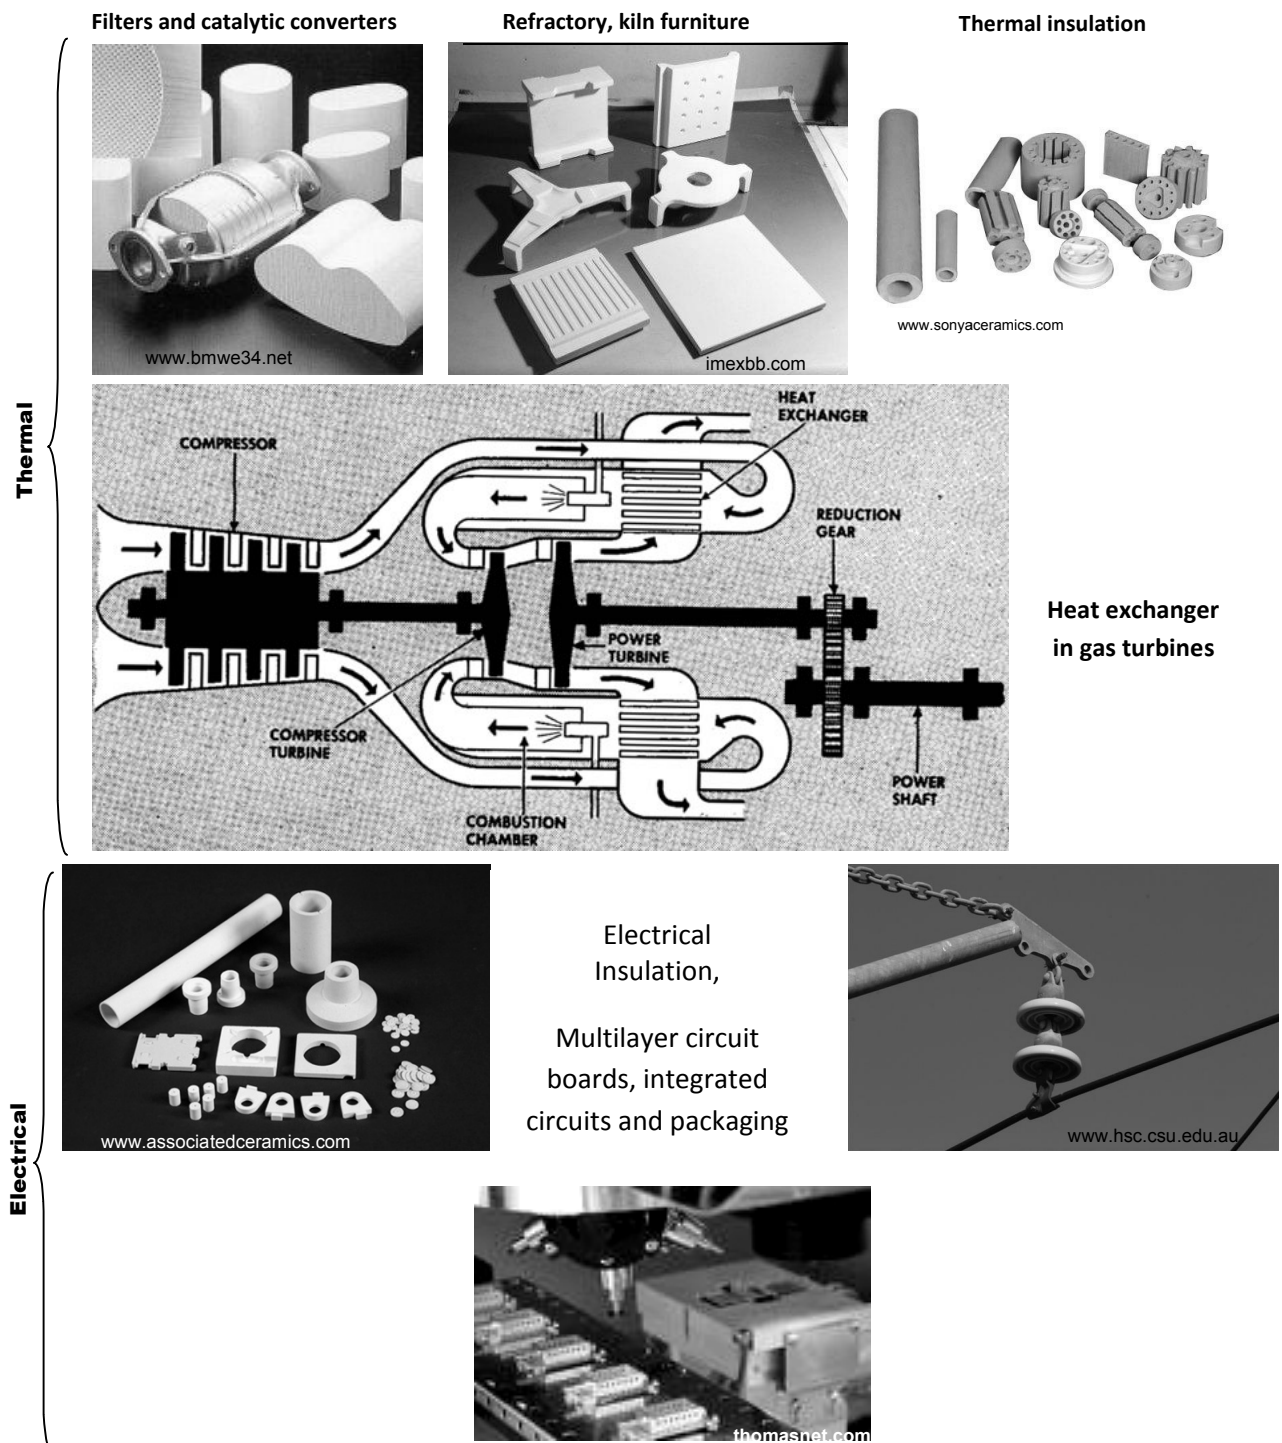 Filters and catalytic converters
Refractory, kiln furniture
Thermal insulation
www.bmwe34.net
imexbb.com
www.sonyaceramics.com
Thermal
COMPRESSOR
HEAT
EXCHANGER
REDUCTION
GEAR
POWER
TURBINE
COMPRESSOR
TURBINE
COMBUSTION
CHAMBER
POWER
SHAFT
Heat exchanger
in gas turbines
Electrical
www.associatedceramics.com
Electrical
Insulation,
Multilayer circuit
boards, integrated
circuits and packaging
www.hsc.csu.edu.au
thomasnet.com